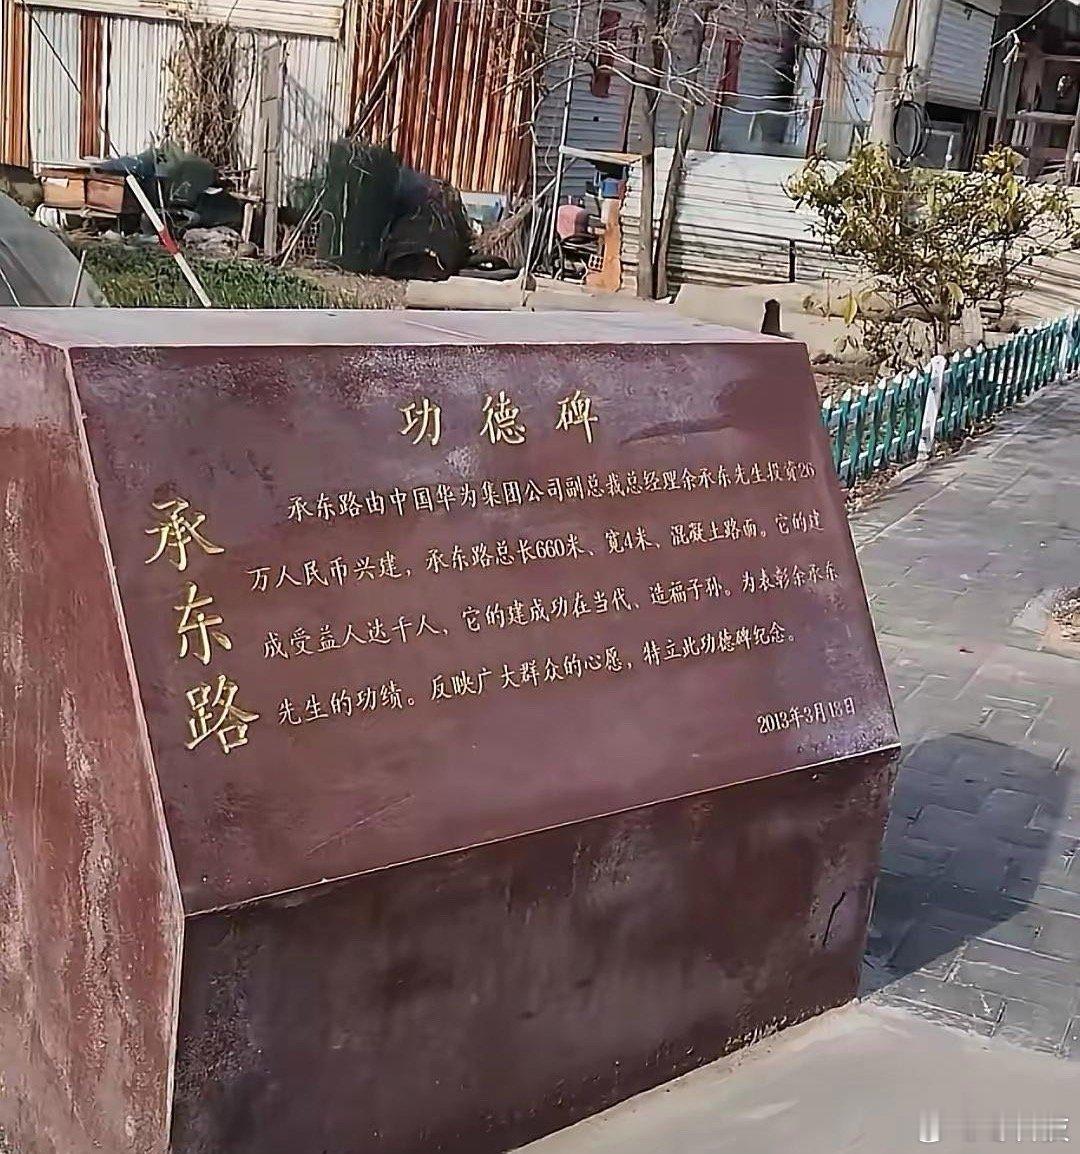 功德碑
承东路
承东路由中国华为集团公司副总裁总经理余承东先生投资26
万人民币兴建，承东路总长660米、宽4米、混凝土路面。它的建
成受益人达千人，它的建成功在当代、造福子孙。为表彰余承东
先生的功绩。反映广大群众的心愿，特立此功德碑纪念。
2013年3月18日